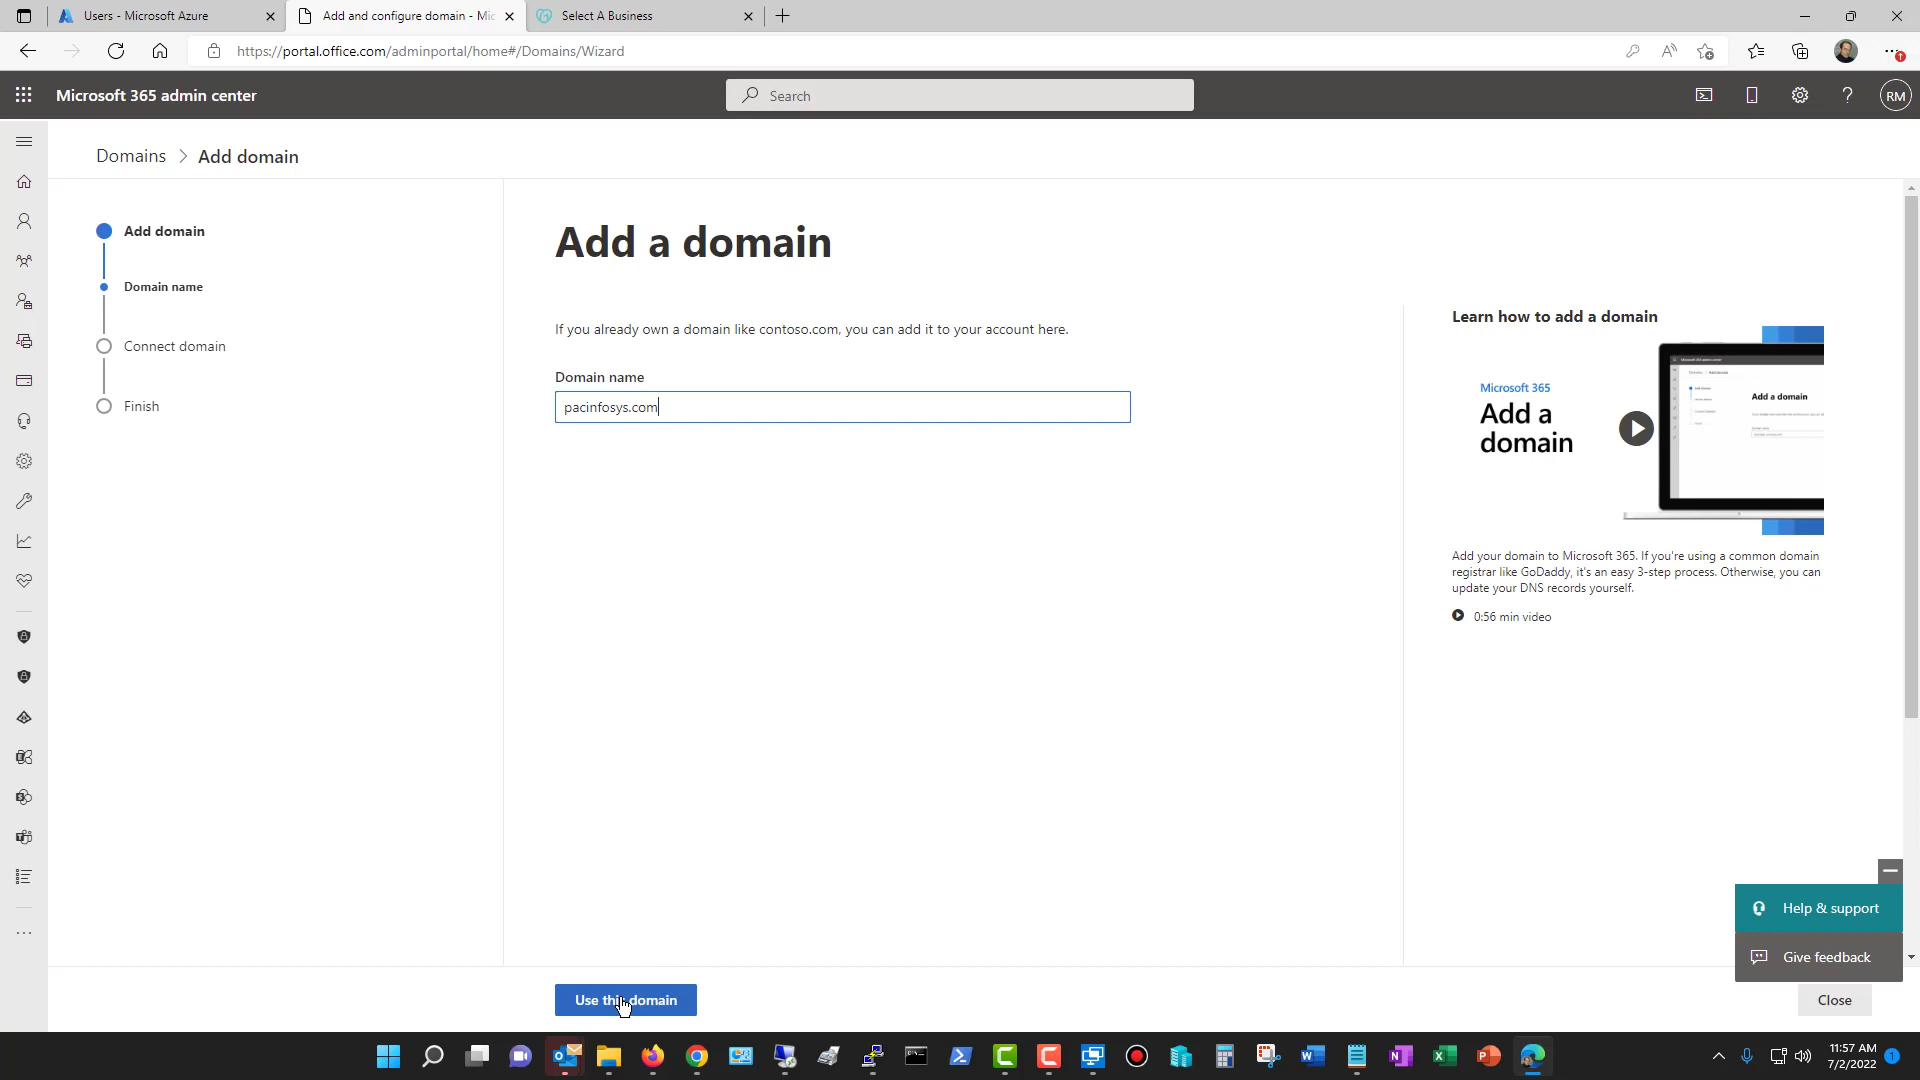 Users - Microsoft Azure
Add and configure domain - Mic
Select A Business
https://portal.office.com/adminportal/home#/Domains/Wizard
Microsoft 365 admin center
Search
RM
Domains > Add domain
Add domain
Domain name
Connect domain
Finish
Add a domain
If you already own a domain like contoso.com, you can add it to your account here.
Domain name
pacinfosys.com
Learn how to add a domain
Microsoft 365
Add a
domain
Add a domain
Add your domain to Microsoft 365. If you're using a common domain
registrar like GoDaddy, it's an easy 3-step process. Otherwise, you can
update your DNS records yourself.
0:56 min video
Help & support
Give feedback
Use this domain
Close
11:57 AM
7/2/2022
1